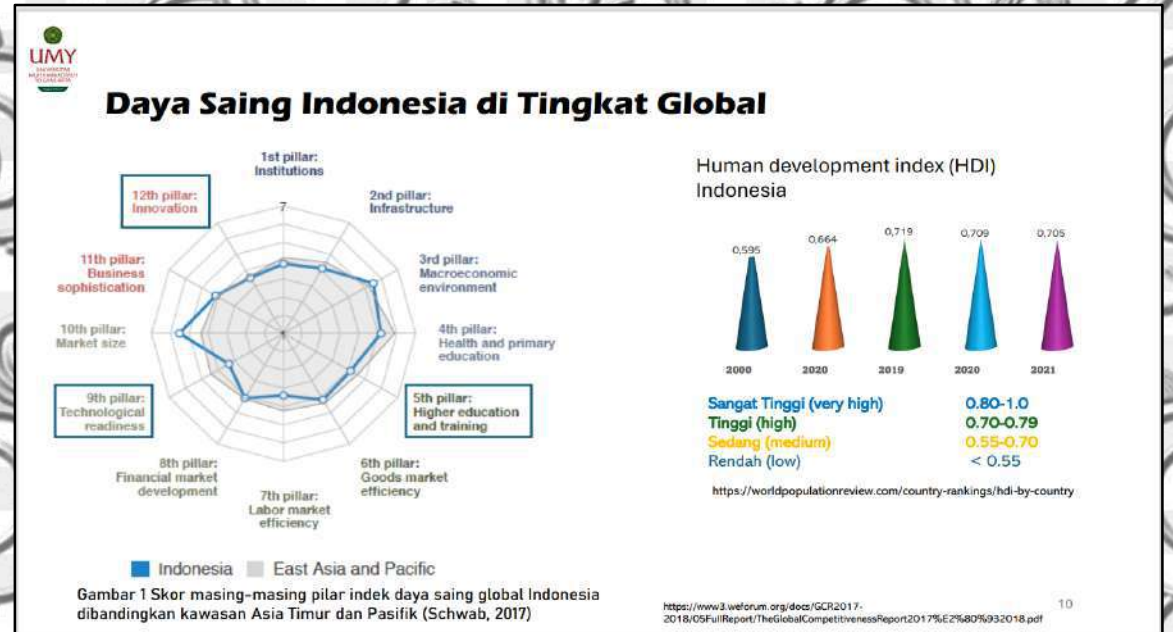 UMY
Daya Saing Indonesia di Tingkat Global
1st pillar:
Institutions
2nd pillar:
Infrastructure
3rd pillar:
Macroeconomic
environment
4th pillar:
Health and primary
education
5th pillar:
Higher education
and training
6th pillar:
Goods market
efficiency
7th pillar:
Labor market
efficiency
8th pillar:
Financial market
development
9th pillar:
Technological
readiness
10th pillar:
Market size
11th pillar:
Business
sophistication
12th pillar:
Innovation
7
Indonesia
East Asia and Pacific
Gambar 1 Skor masing-masing pilar indek daya saing global Indonesia
dibandingkan kawasan Asia Timur dan Pasifik (Schwab, 2017)
Human development index (HDI)
Indonesia
0,595
0,664
0,719
0,709
0,705
2000
2020
2019
2020
2021
Sangat Tinggi (very high) 0.80-1.0
Tinggi (high) 0.70-0.79
Sedang (medium) 0.55-0.70
Rendah (low) < 0.55
https://worldpopulationreview.com/country-rankings/hdi-by-country
https://www3.weforum.org/docs/GCR2017-
2018/05FullReport/TheGlobalCompetitivenessReport2017%E2%80%932018.pdf
10